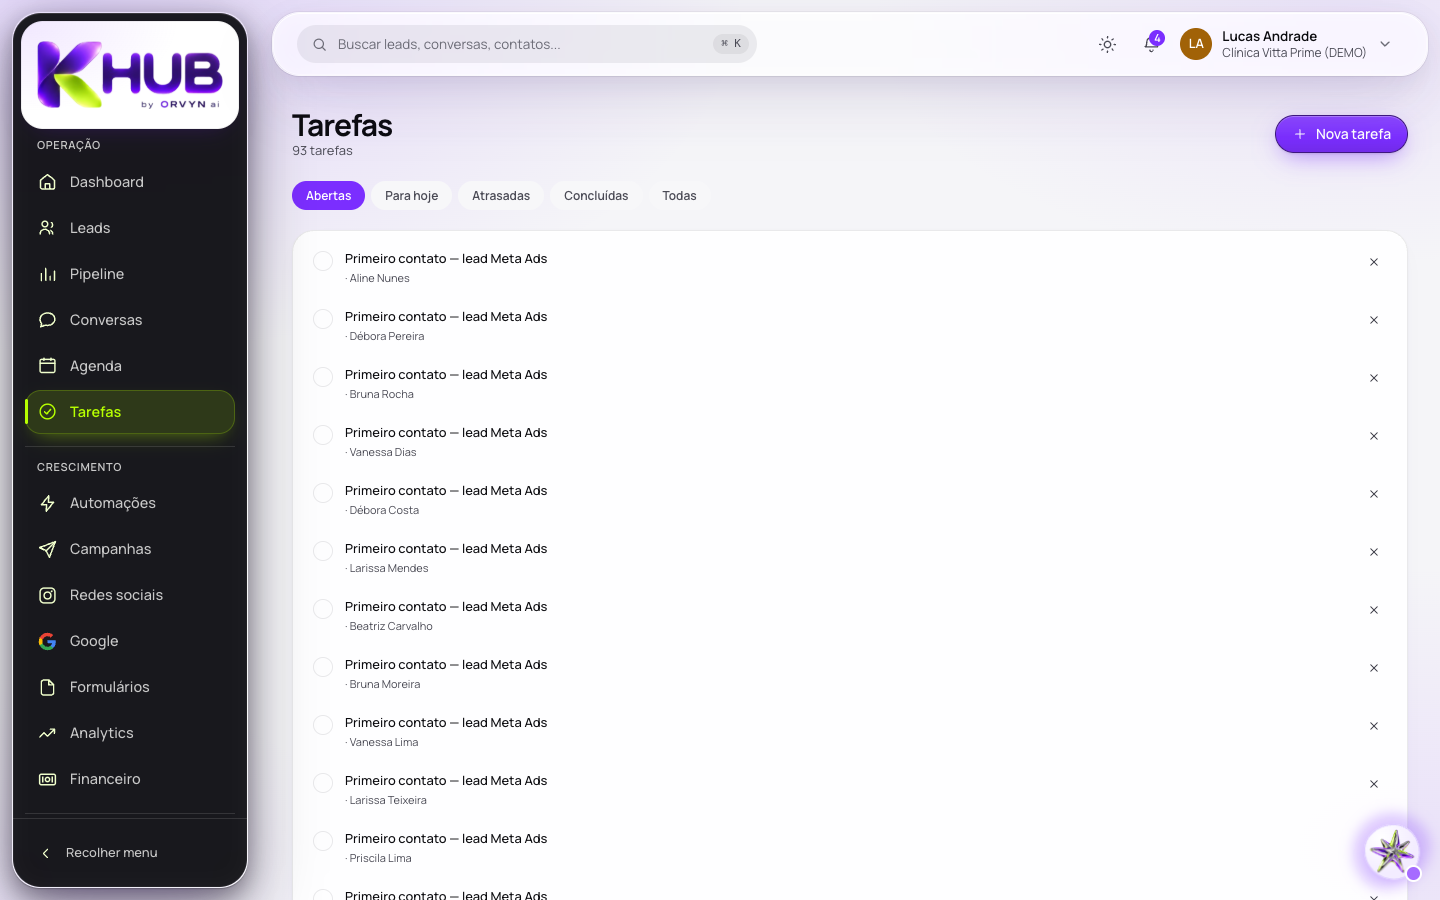 KHUB
by ORVYN ai
OPERAÇÃO
Dashboard
Leads
Pipeline
Conversas
Agenda
Tarefas
CRESCIMENTO
Automações
Campanhas
Redes sociais
Google
Formulários
Analytics
Financeiro
Recolher menu
Buscar leads, conversas, contatos...
⌘ K
4
LA
Lucas Andrade
Clínica Vitta Prime (DEMO)
Tarefas
93 tarefas
Nova tarefa
Abertas
Para hoje
Atrasadas
Concluídas
Todas
Primeiro contato — lead Meta Ads
· Aline Nunes
Primeiro contato — lead Meta Ads
· Débora Pereira
Primeiro contato — lead Meta Ads
· Bruna Rocha
Primeiro contato — lead Meta Ads
· Vanessa Dias
Primeiro contato — lead Meta Ads
· Débora Costa
Primeiro contato — lead Meta Ads
· Larissa Mendes
Primeiro contato — lead Meta Ads
· Beatriz Carvalho
Primeiro contato — lead Meta Ads
· Bruna Moreira
Primeiro contato — lead Meta Ads
· Vanessa Lima
Primeiro contato — lead Meta Ads
· Larissa Teixeira
Primeiro contato — lead Meta Ads
· Priscila Lima
Primeiro contato — lead Meta Ads